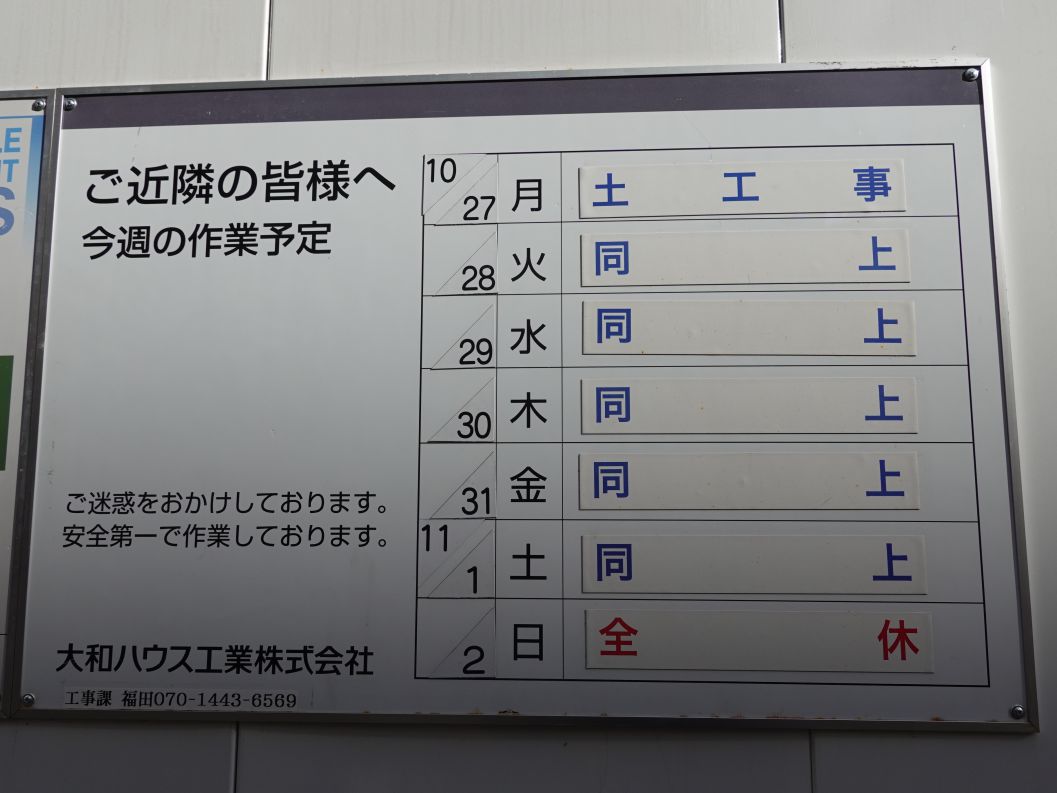 LE
NT
S
ご近隣の皆様へ
今週の作業予定
10/27 月 土工事
28 火 同上
29 水 同上
30 木 同上
31 金 同上
11/1 土 同上
2 日 全休
ご迷惑をおかけしております。
安全第一で作業しております。
大和ハウス工業株式会社
工事課 福田070-1443-6569